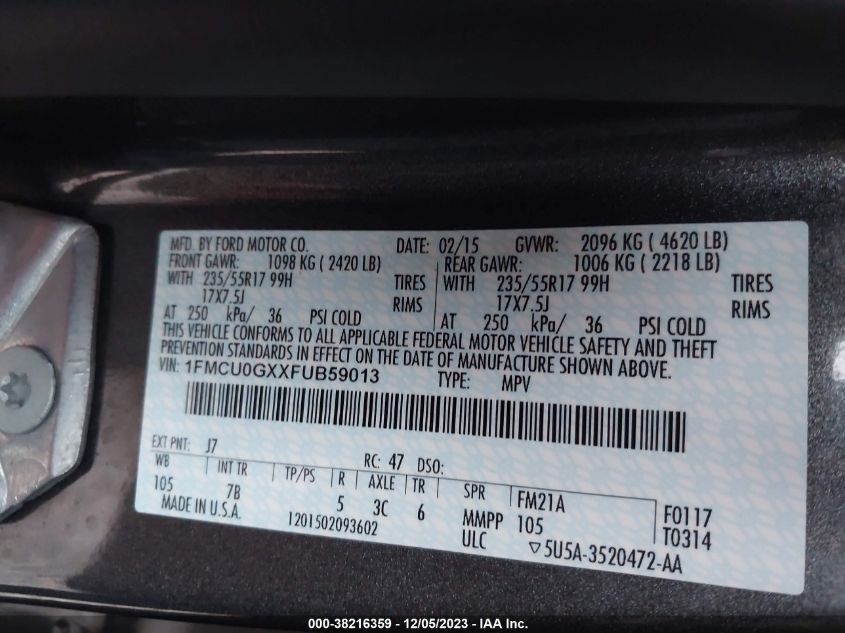 MFD. BY FORD MOTOR CO. DATE: 02/15 GVWR: 2096 KG ( 4620 LB)
FRONT GAWR: 1098 KG ( 2420 LB) REAR GAWR: 1006 KG ( 2218 LB)
WITH 235/55R17 99H TIRES WITH 235/55R17 99H TIRES
17X7.5J RIMS 17X7.5J RIMS
AT 250 kPa/ 36 PSI COLD AT 250 kPa/ 36 PSI COLD
THIS VEHICLE CONFORMS TO ALL APPLICABLE FEDERAL MOTOR VEHICLE SAFETY AND THEFT
PREVENTION STANDARDS IN EFFECT ON THE DATE OF MANUFACTURE SHOWN ABOVE.
VIN: 1FMCU0GXXFUB59013 TYPE: MPV
EXT PNT: J7 RC: 47 DSO:
WB INT TR TP/PS R AXLE TR SPR FM21A F0117
105 7B 5 3C 6 MMPP 105 T0314
MADE IN U.S.A. 1201502093602 ULC ▽5U5A-3520472-AA
000-38216359 - 12/05/2023 - IAA Inc.